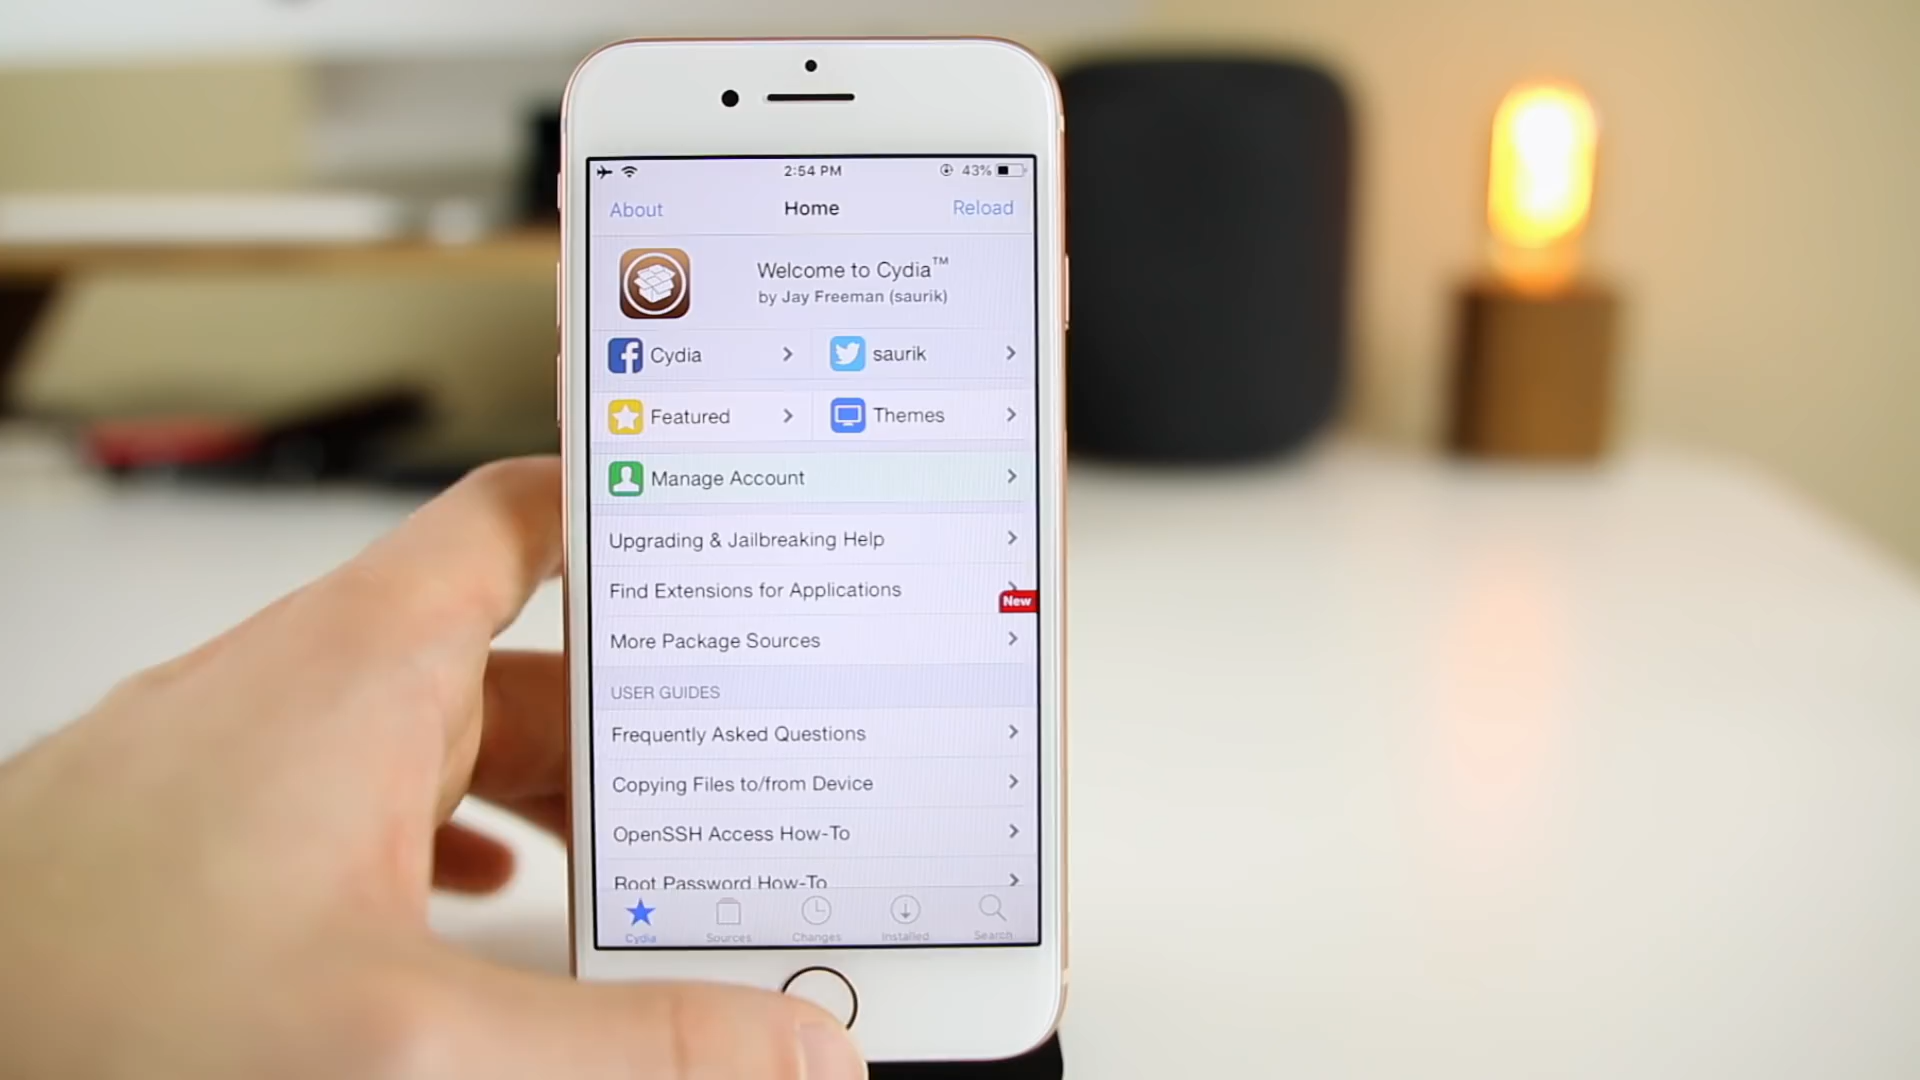 2:54 PM
43%
About
Home
Reload
Welcome to Cydia™
by Jay Freeman (saurik)
Cydia
saurik
Featured
Themes
Manage Account
Upgrading & Jailbreaking Help
Find Extensions for Applications
New
More Package Sources
USER GUIDES
Frequently Asked Questions
Copying Files to/from Device
OpenSSH Access How-To
Root Password How-To
Cydia
Sources
Changes
Installed
Search